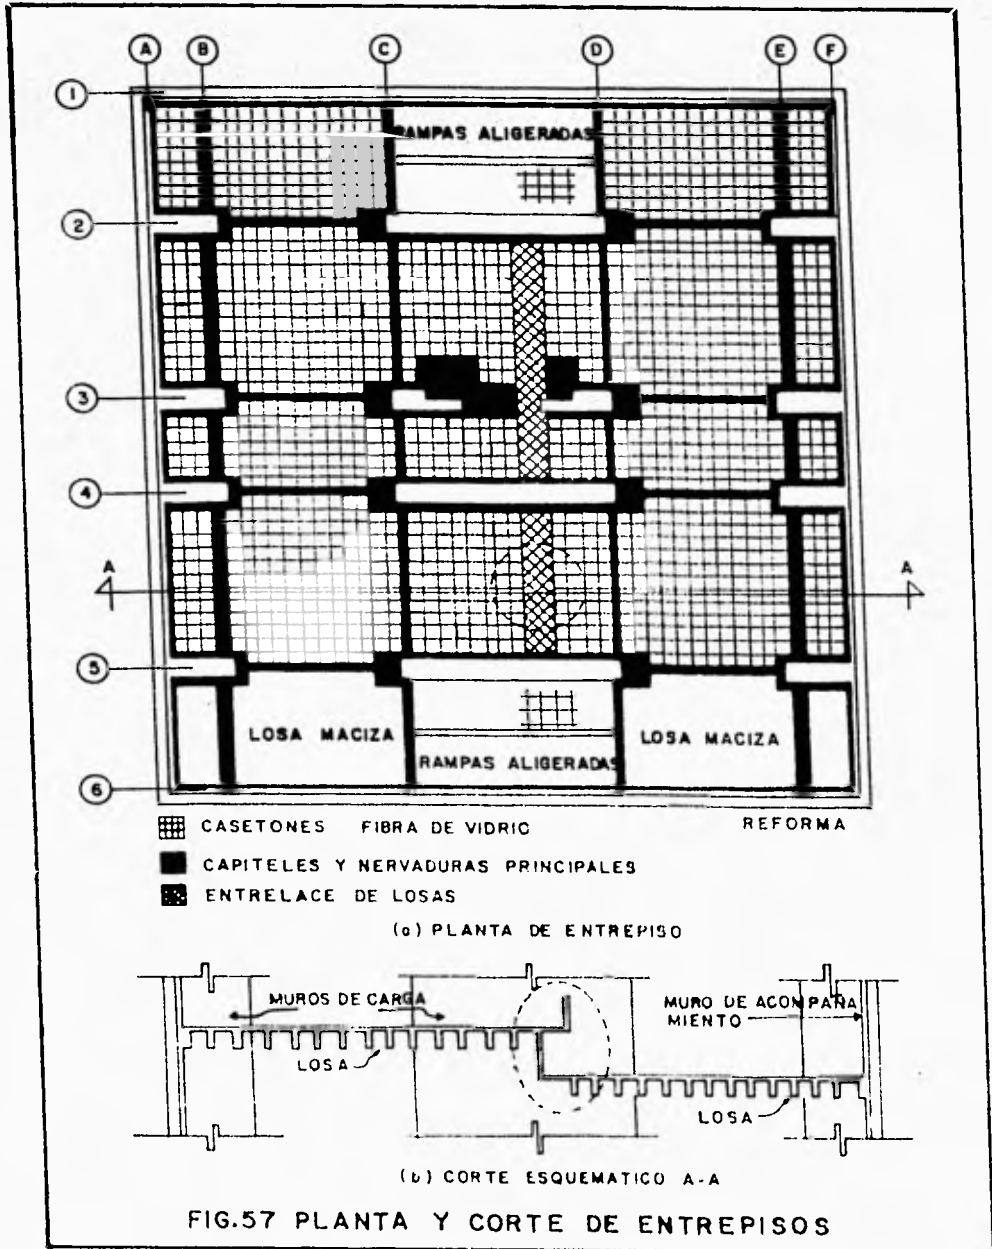 A B C D E F
1
RAMPAS ALIGERADAS
2
3
4
A A
5
LOSA MACIZA
LOSA MACIZA
RAMPAS ALIGERADAS
6
REFORMA
CASETONES FIBRA DE VIDRIO
CAPITELES Y NERVADURAS PRINCIPALES
ENTRELACE DE LOSAS
(a) PLANTA DE ENTREPISO
MUROS DE CARGA
MURO DE ACOMPAÑA
MIENTO
LOSA
LOSA
(b) CORTE ESQUEMATICO A-A
FIG.57 PLANTA Y CORTE DE ENTREPISOS